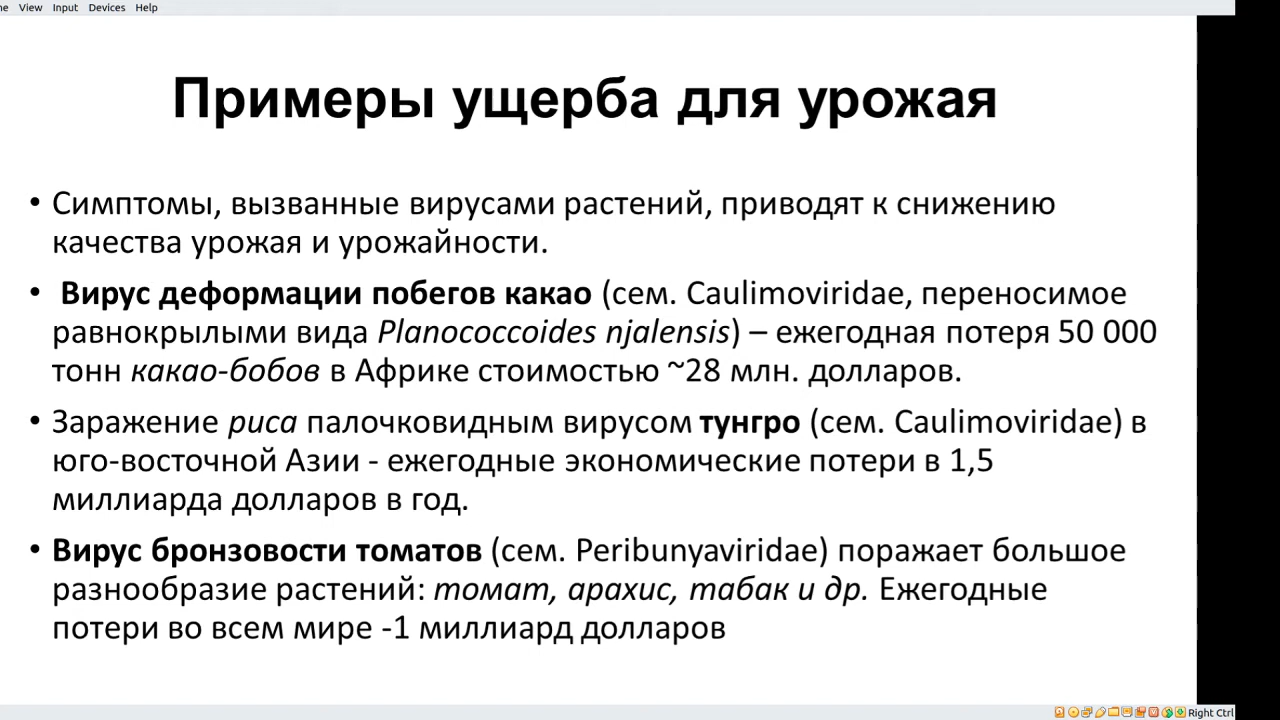 me View Input Devices Help
Примеры ущерба для урожая
• Симптомы, вызванные вирусами растений, приводят к снижению
качества урожая и урожайности.
• Вирус деформации побегов какао (сем. Caulimoviridae, переносимое
равнокрылыми вида Planococcoides njalensis) – ежегодная потеря 50 000
тонн какао-бобов в Африке стоимостью ~28 млн. долларов.
• Заражение риса палочковидным вирусом тунгро (сем. Caulimoviridae) в
юго-восточной Азии - ежегодные экономические потери в 1,5
миллиарда долларов в год.
• Вирус бронзовости томатов (сем. Peribunyaviridae) поражает большое
разнообразие растений: томат, арахис, табак и др. Ежегодные
потери во всем мире -1 миллиард долларов
Right Ctrl